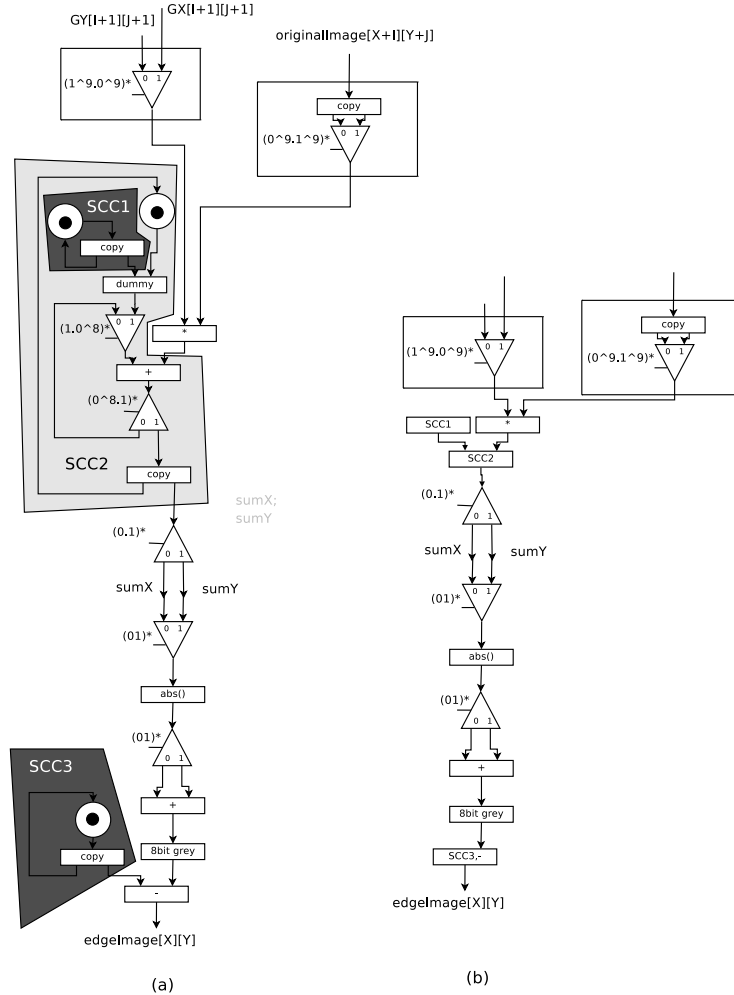 GX[I+1][J+1]
GY[I+1][J+1]
originalImage[X+I][Y+J]
(1^9.0^9)*
0 1
copy
(0^9.1^9)*
0 1
SCC1
copy
dummy
(1.0^8)*
0 1
*
+
(0^8.1)*
0 1
SCC2
copy
sumX;
sumY
(0.1)*
0 1
sumX
sumY
(01)*
0 1
abs()
(01)*
0 1
SCC3
+
copy
8bit grey
-
edgeImage[X][Y]
(a)
copy
(1^9.0^9)*
0 1
(0^9.1^9)*
0 1
SCC1
*
SCC2
(0.1)*
0 1
sumX
sumY
(01)*
0 1
abs()
(01)*
0 1
+
8bit grey
SCC3,-
edgeImage[X][Y]
(b)